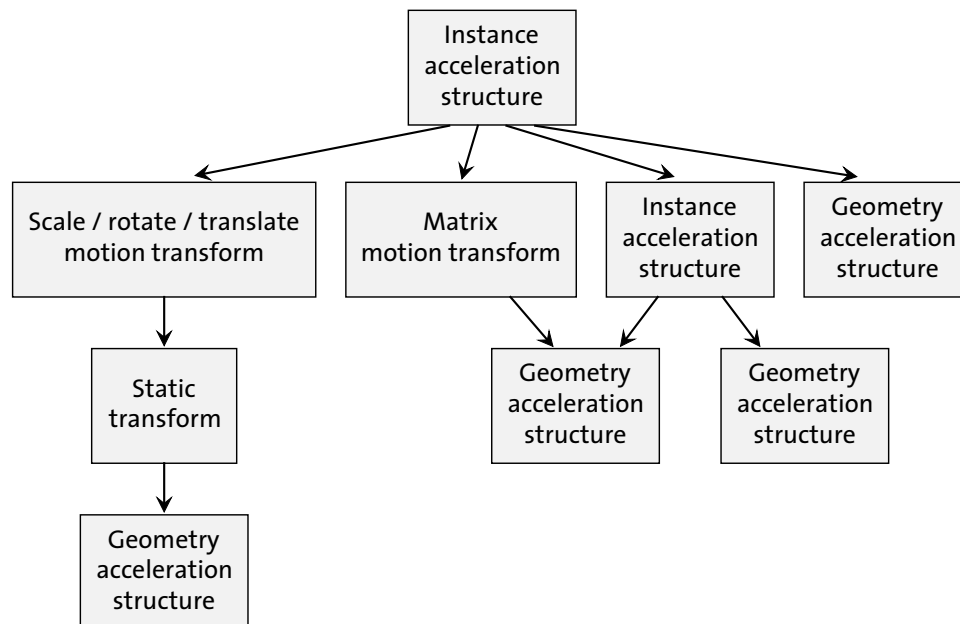 Instance
acceleration
structure
Scale / rotate / translate
motion transform
Matrix
motion transform
Instance
acceleration
structure
Geometry
acceleration
structure
Static
transform
Geometry
acceleration
structure
Geometry
acceleration
structure
Geometry
acceleration
structure